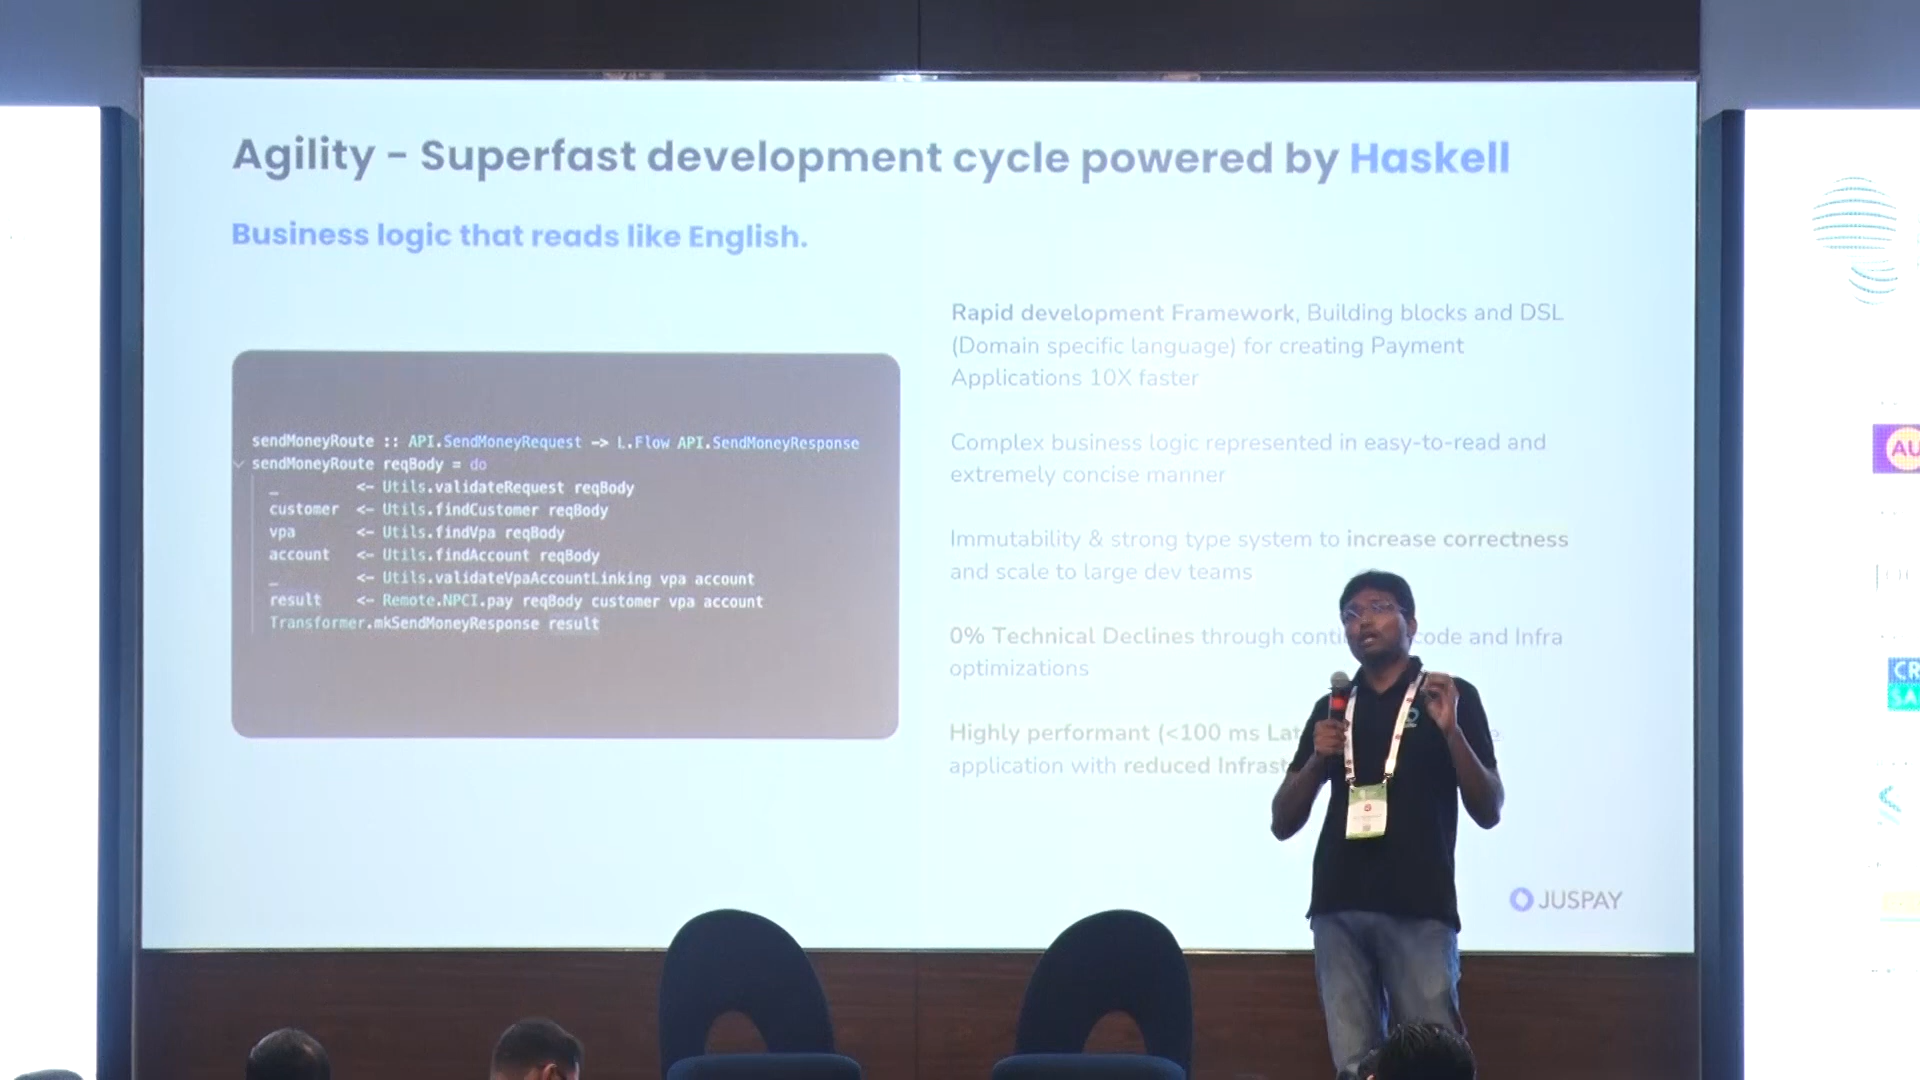 Agility - Superfast development cycle powered by Haskell
Business logic that reads like English.
sendMoneyRoute :: API.SendMoneyRequest -> L.Flow API.SendMoneyResponse
sendMoneyRoute reqBody = do
_ <- Utils.validateRequest reqBody
customer <- Utils.findCustomer reqBody
vpa <- Utils.findVpa reqBody
account <- Utils.findAccount reqBody
_ <- Utils.validateVpaAccountLinking vpa account
result <- Remote.NPCI.pay reqBody customer vpa account
Transformer.mkSendMoneyResponse result
Rapid development Framework, Building blocks and DSL
(Domain specific language) for creating Payment
Applications 10X faster
Complex business logic represented in easy-to-read and
extremely concise manner
Immutability & strong type system to increase correctness
and scale to large dev teams
0% Technical Declines through code and Infra
optimizations
Highly performant (<100 ms
application with reduced
JUSPAY
AU
CR
SA